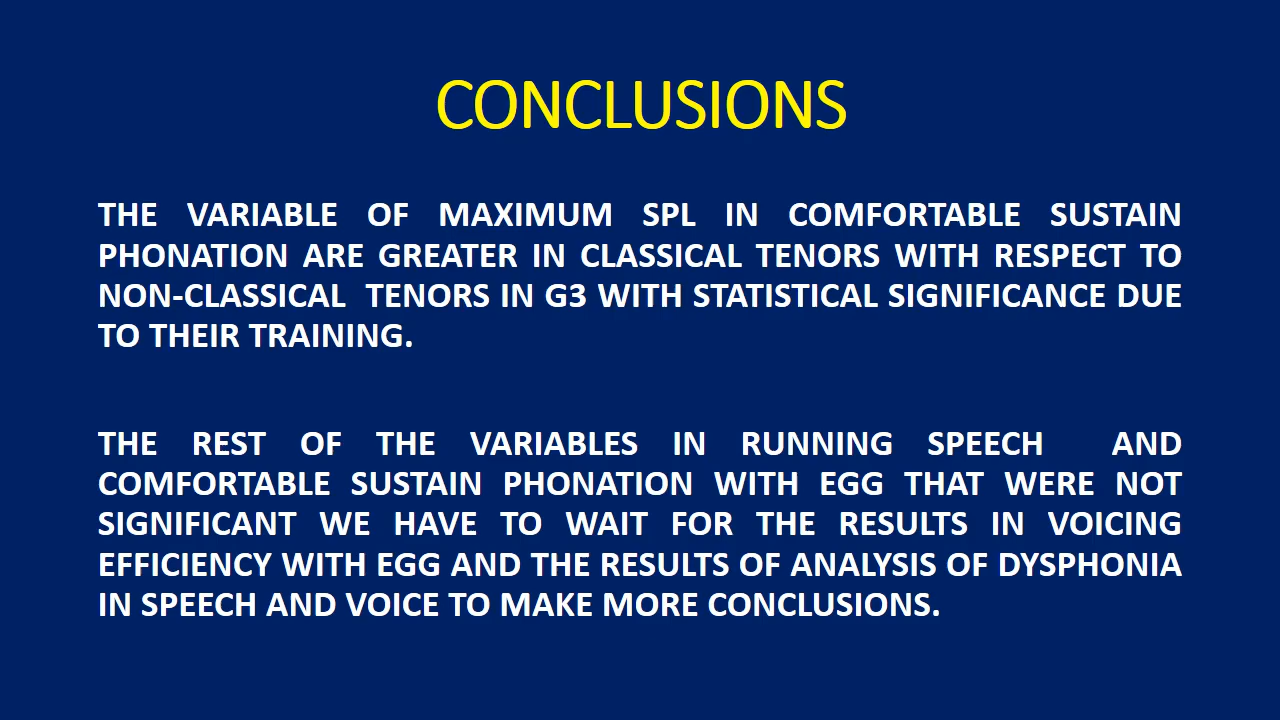 CONCLUSIONS
THE VARIABLE OF MAXIMUM SPL IN COMFORTABLE SUSTAIN
PHONATION ARE GREATER IN CLASSICAL TENORS WITH RESPECT TO
NON-CLASSICAL  TENORS IN G3 WITH STATISTICAL SIGNIFICANCE DUE
TO THEIR TRAINING.
THE REST OF THE VARIABLES IN RUNNING SPEECH  AND
COMFORTABLE SUSTAIN PHONATION WITH EGG THAT WERE NOT
SIGNIFICANT WE HAVE TO WAIT FOR THE RESULTS IN VOICING
EFFICIENCY WITH EGG AND THE RESULTS OF ANALYSIS OF DYSPHONIA
IN SPEECH AND VOICE TO MAKE MORE CONCLUSIONS.